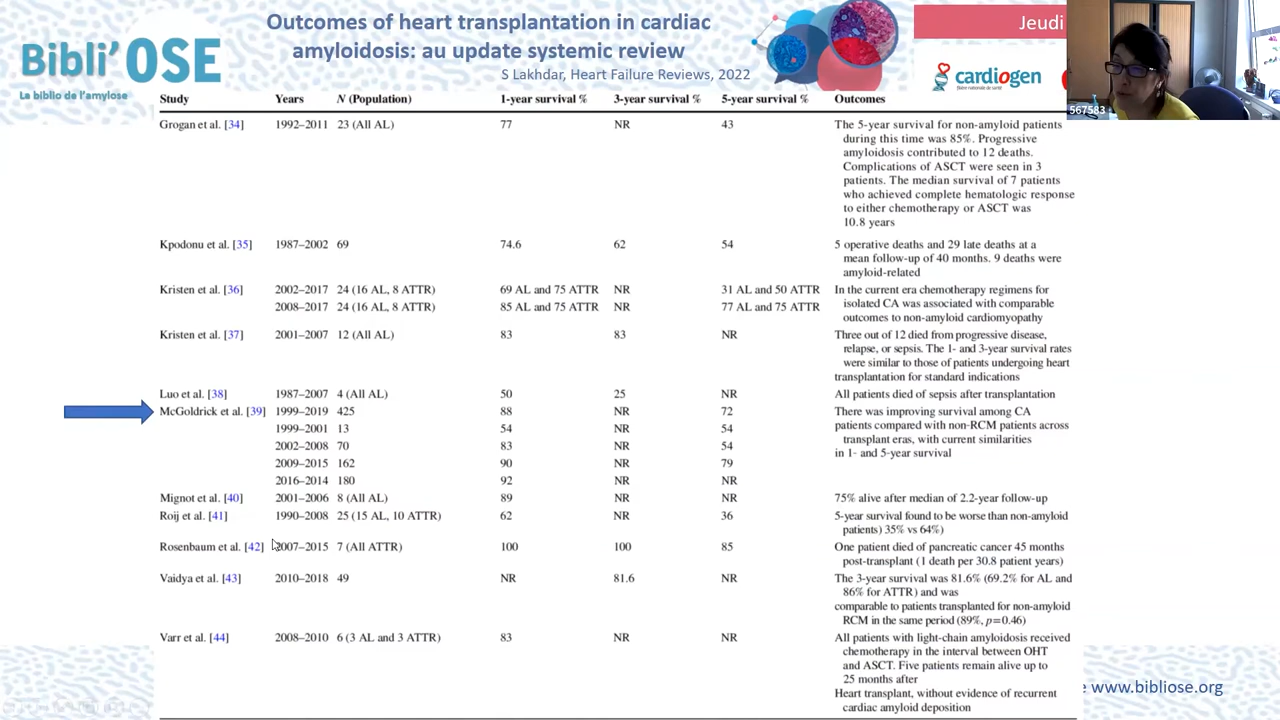 Outcomes of heart transplantation in cardiac
amyloidosis: au update systemic review
S Lakhdar, Heart Failure Reviews, 2022
Bibli'OSE
La biblio de l'amylose
Jeudi
cardiogen
filière nationale de santé
567583
Study Years N (Population) 1-year survival % 3-year survival % 5-year survival % Outcomes
Grogan et al. [34] 1992–2011 23 (All AL) 77 NR 43 The 5-year survival for non-amyloid patients
during this time was 85%. Progressive
amyloidosis contributed to 12 deaths.
Complications of ASCT were seen in 3
patients. The median survival of 7 patients
who achieved complete hematologic response
to either chemotherapy or ASCT was
10.8 years
Kpodonu et al. [35] 1987–2002 69 74.6 62 54 5 operative deaths and 29 late deaths at a
mean follow-up of 40 months. 9 deaths were
amyloid-related
Kristen et al. [36] 2002–2017 24 (16 AL, 8 ATTR) 69 AL and 75 ATTR NR 31 AL and 50 ATTR In the current era chemotherapy regimens for
2008–2017 24 (16 AL, 8 ATTR) 85 AL and 75 ATTR NR 77 AL and 75 ATTR isolated CA was associated with comparable
outcomes to non-amyloid cardiomyopathy
Kristen et al. [37] 2001–2007 12 (All AL) 83 83 NR Three out of 12 died from progressive disease,
relapse, or sepsis. The 1- and 3-year survival rates
were similar to those of patients undergoing heart
transplantation for standard indications
Luo et al. [38] 1987–2007 4 (All AL) 50 25 NR All patients died of sepsis after transplantation
McGoldrick et al. [39] 1999–2019 425 88 NR 72 There was improving survival among CA
1999–2001 13 54 NR 54 patients compared with non-RCM patients across
2002–2008 70 83 NR 54 transplant eras, with current similarities
2009–2015 162 90 NR 79 in 1- and 5-year survival
2016–2014 180 92 NR NR
Mignot et al. [40] 2001–2006 8 (All AL) 89 NR NR 75% alive after median of 2.2-year follow-up
Roij et al. [41] 1990–2008 25 (15 AL, 10 ATTR) 62 NR 36 5-year survival found to be worse than non-amyloid
patients) 35% vs 64%)
Rosenbaum et al. [42] 2007–2015 7 (All ATTR) 100 100 85 One patient died of pancreatic cancer 45 months
post-transplant (1 death per 30.8 patient years)
Vaidya et al. [43] 2010–2018 49 NR 81.6 NR The 3-year survival was 81.6% (69.2% for AL and
86% for ATTR) and was
comparable to patients transplanted for non-amyloid
RCM in the same period (89%, p=0.46)
Varr et al. [44] 2008–2010 6 (3 AL and 3 ATTR) 83 NR NR All patients with light-chain amyloidosis received
chemotherapy in the interval between OHT
and ASCT. Five patients remain alive up to
25 months after
Heart transplant, without evidence of recurrent
cardiac amyloid deposition
e www.bibliose.org